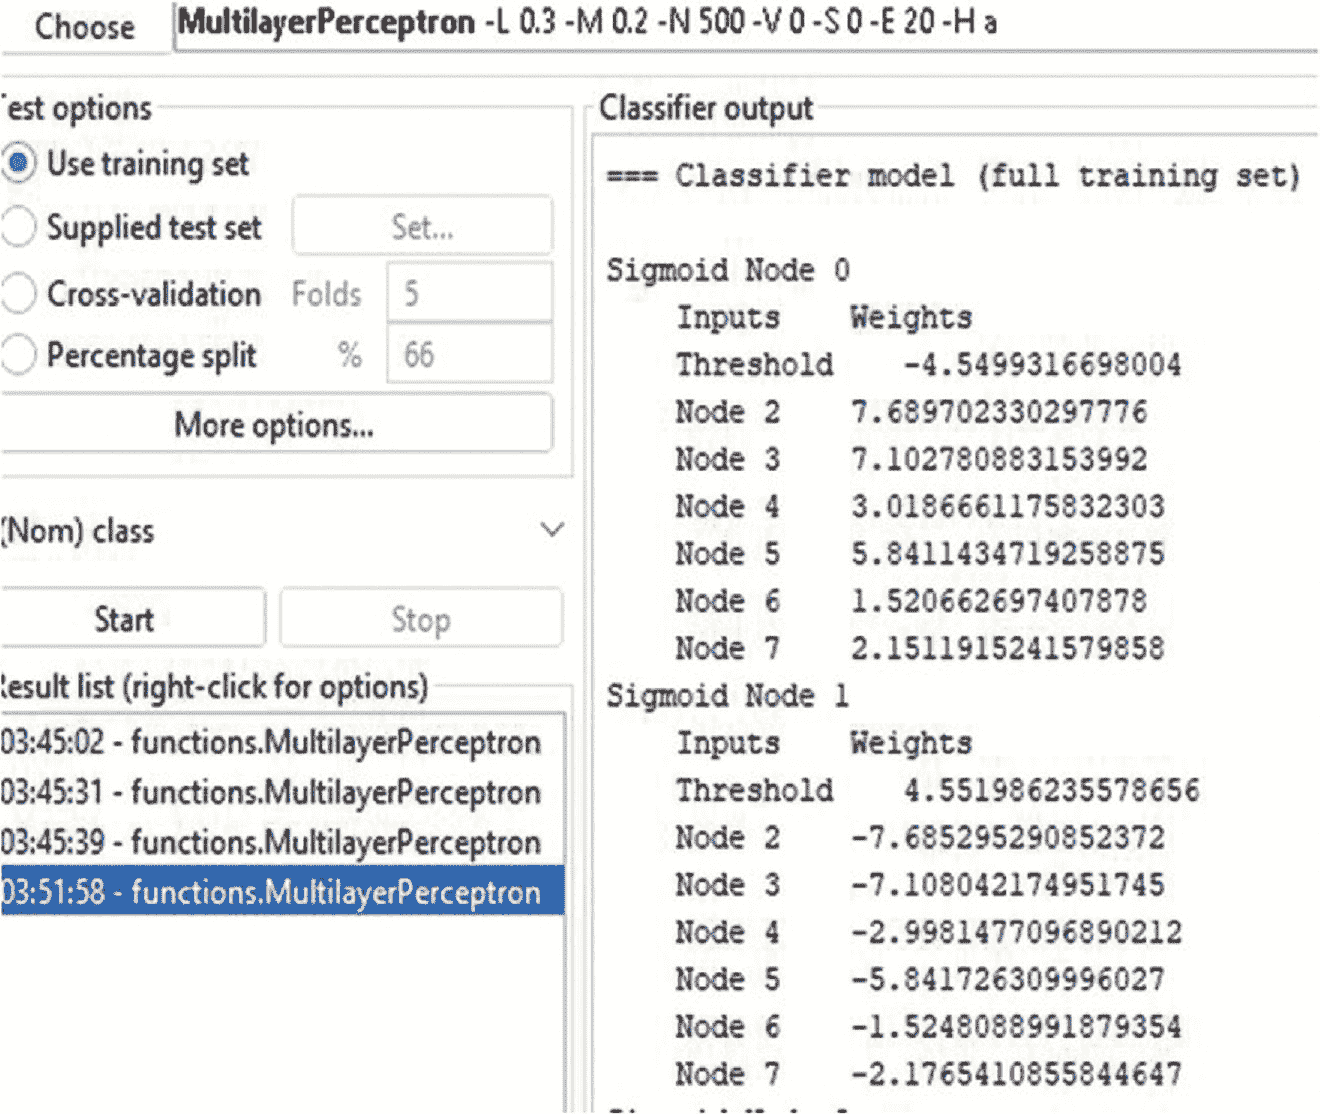 Choose MultilayerPerceptron -L 0.3 -M 0.2 -N 500 -V 0 -S 0 -E 20 -H a
Test options
Use training set
Supplied test set Set...
Cross-validation Folds 5
Percentage split % 66
More options...
(Nom) class
Start Stop
Result list (right-click for options)
03:45:02 - functions.MultilayerPerceptron
03:45:31 - functions.MultilayerPerceptron
03:45:39 - functions.MultilayerPerceptron
03:51:58 - functions.MultilayerPerceptron
Classifier output
=== Classifier model (full training set)
Sigmoid Node 0
Inputs Weights
Threshold -4.5499316698004
Node 2 7.689702330297776
Node 3 7.102780883153992
Node 4 3.0186661175832303
Node 5 5.8411434719258875
Node 6 1.520662697407878
Node 7 2.1511915241579858
Sigmoid Node 1
Inputs Weights
Threshold 4.551986235578656
Node 2 -7.685295290852372
Node 3 -7.108042174951745
Node 4 -2.9981477096890212
Node 5 -5.841726309996027
Node 6 -1.5248088991879354
Node 7 -2.1765410855844647